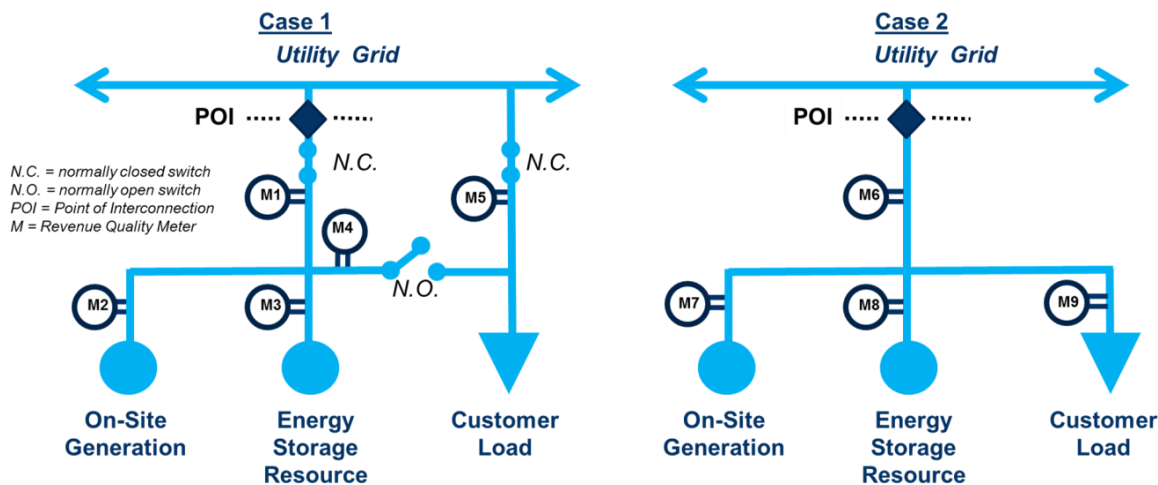 Case 1
Utility Grid
POI
N.C.
N.C.
N.C. = normally closed switch
N.O. = normally open switch
POI = Point of Interconnection
M = Revenue Quality Meter
M1
M5
M4
N.O.
M2
M3
On-Site
Generation
Energy
Storage
Resource
Customer
Load
Case 2
Utility Grid
POI
M6
M7
M8
M9
On-Site
Generation
Energy
Storage
Resource
Customer
Load